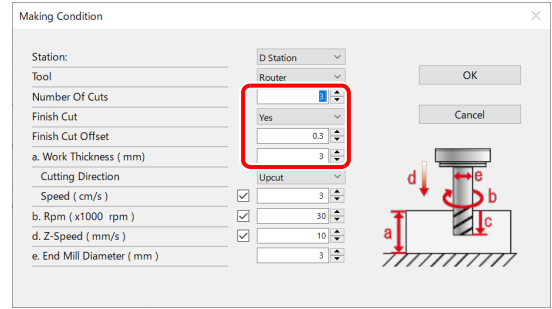 Making Condition
Station: D Station
Tool Router OK
Number Of Cuts 3
Finish Cut Yes Cancel
Finish Cut Offset 0.3
a. Work Thickness ( mm) 3
Cutting Direction Upcut
Speed ( cm/s ) 3
b. Rpm ( x1000 rpm ) 30
d. Z-Speed ( mm/s ) 10
e. End Mill Diameter ( mm ) 3
d e
b
a c